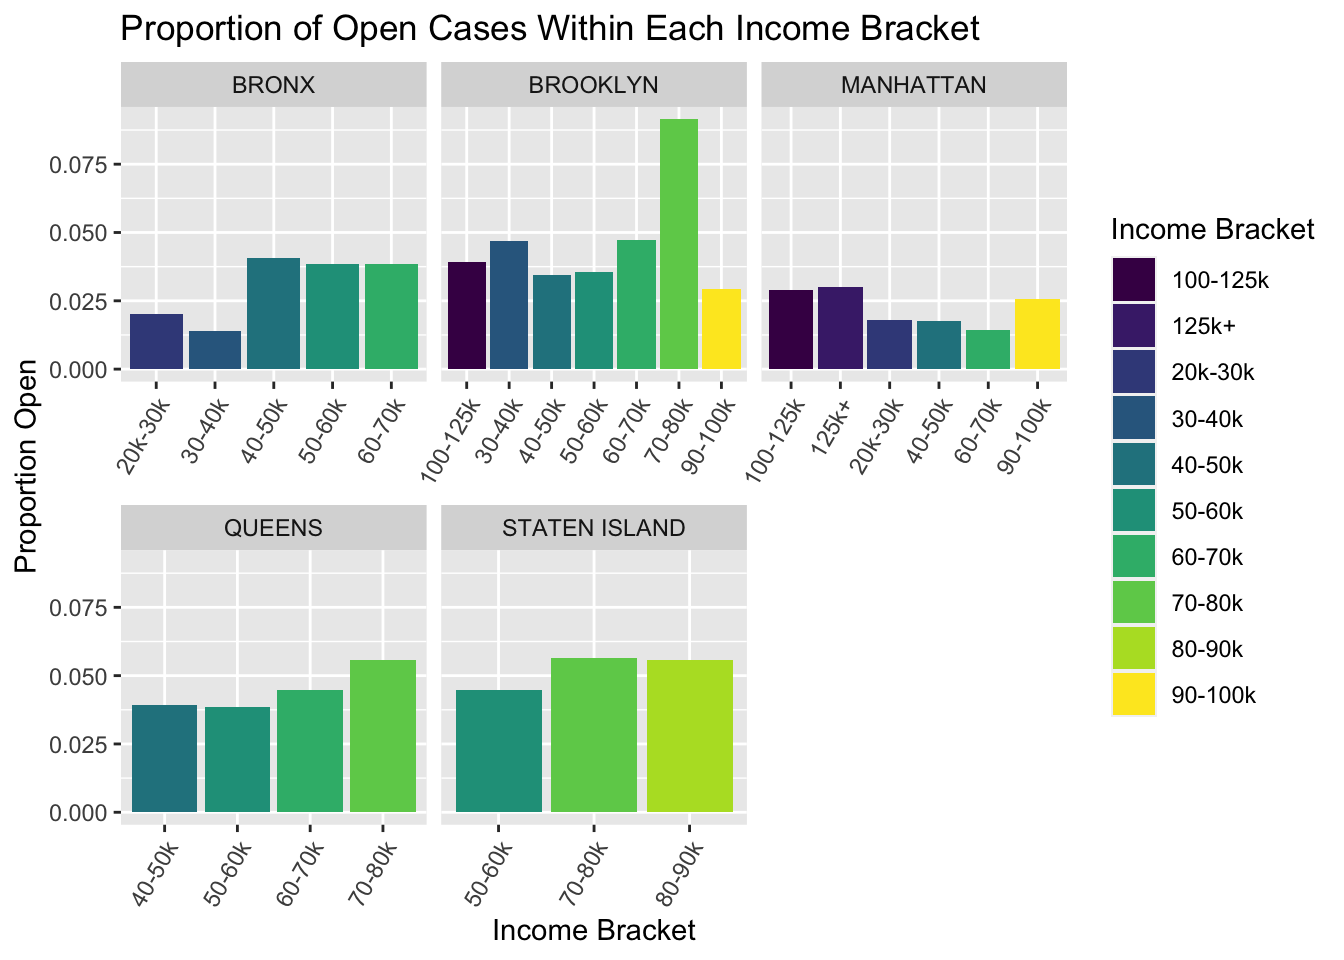 Proportion of Open Cases Within Each Income Bracket
BRONX
BROOKLYN
MANHATTAN
0.075
0.050
0.025
0.000
20k-30k
30-40k
40-50k
50-60k
60-70k
100-125k
30-40k
40-50k
50-60k
60-70k
70-80k
90-100k
100-125k
125k+
20k-30k
40-50k
60-70k
90-100k
Proportion Open
QUEENS
STATEN ISLAND
0.075
0.050
0.025
0.000
40-50k
50-60k
60-70k
70-80k
50-60k
70-80k
80-90k
Income Bracket
Income Bracket
100-125k
125k+
20k-30k
30-40k
40-50k
50-60k
60-70k
70-80k
80-90k
90-100k